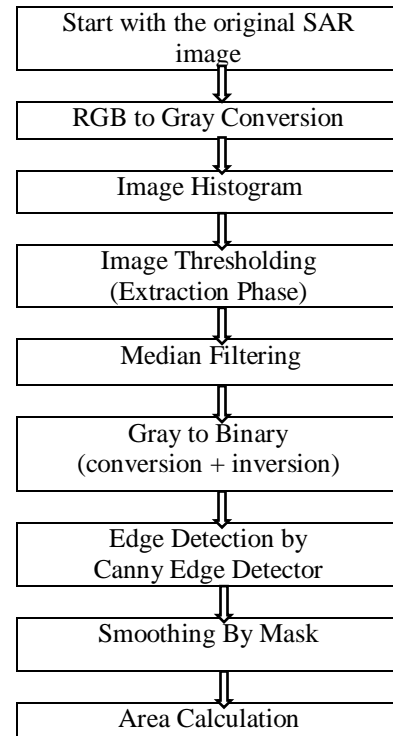 Start with the original SAR
image
RGB to Gray Conversion
Image Histogram
Image Thresholding
(Extraction Phase)
Median Filtering
Gray to Binary
(conversion + inversion)
Edge Detection by
Canny Edge Detector
Smoothing By Mask
Area Calculation